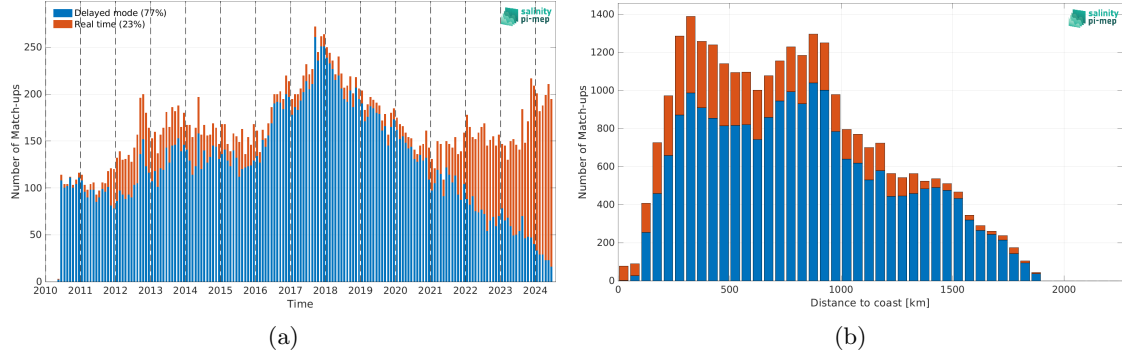 Delayed mode (77%)
Real time (23%)
salinity
pi-mep
Number of Match-ups
250
200
150
100
50
0
2010 2011 2012 2013 2014 2015 2016 2017 2018 2019 2020 2021 2022 2023 2024
Time
(a)
salinity
pi-mep
Number of Match-ups
1400
1200
1000
800
600
400
200
0
0 500 1000 1500 2000
Distance to coast [km]
(b)